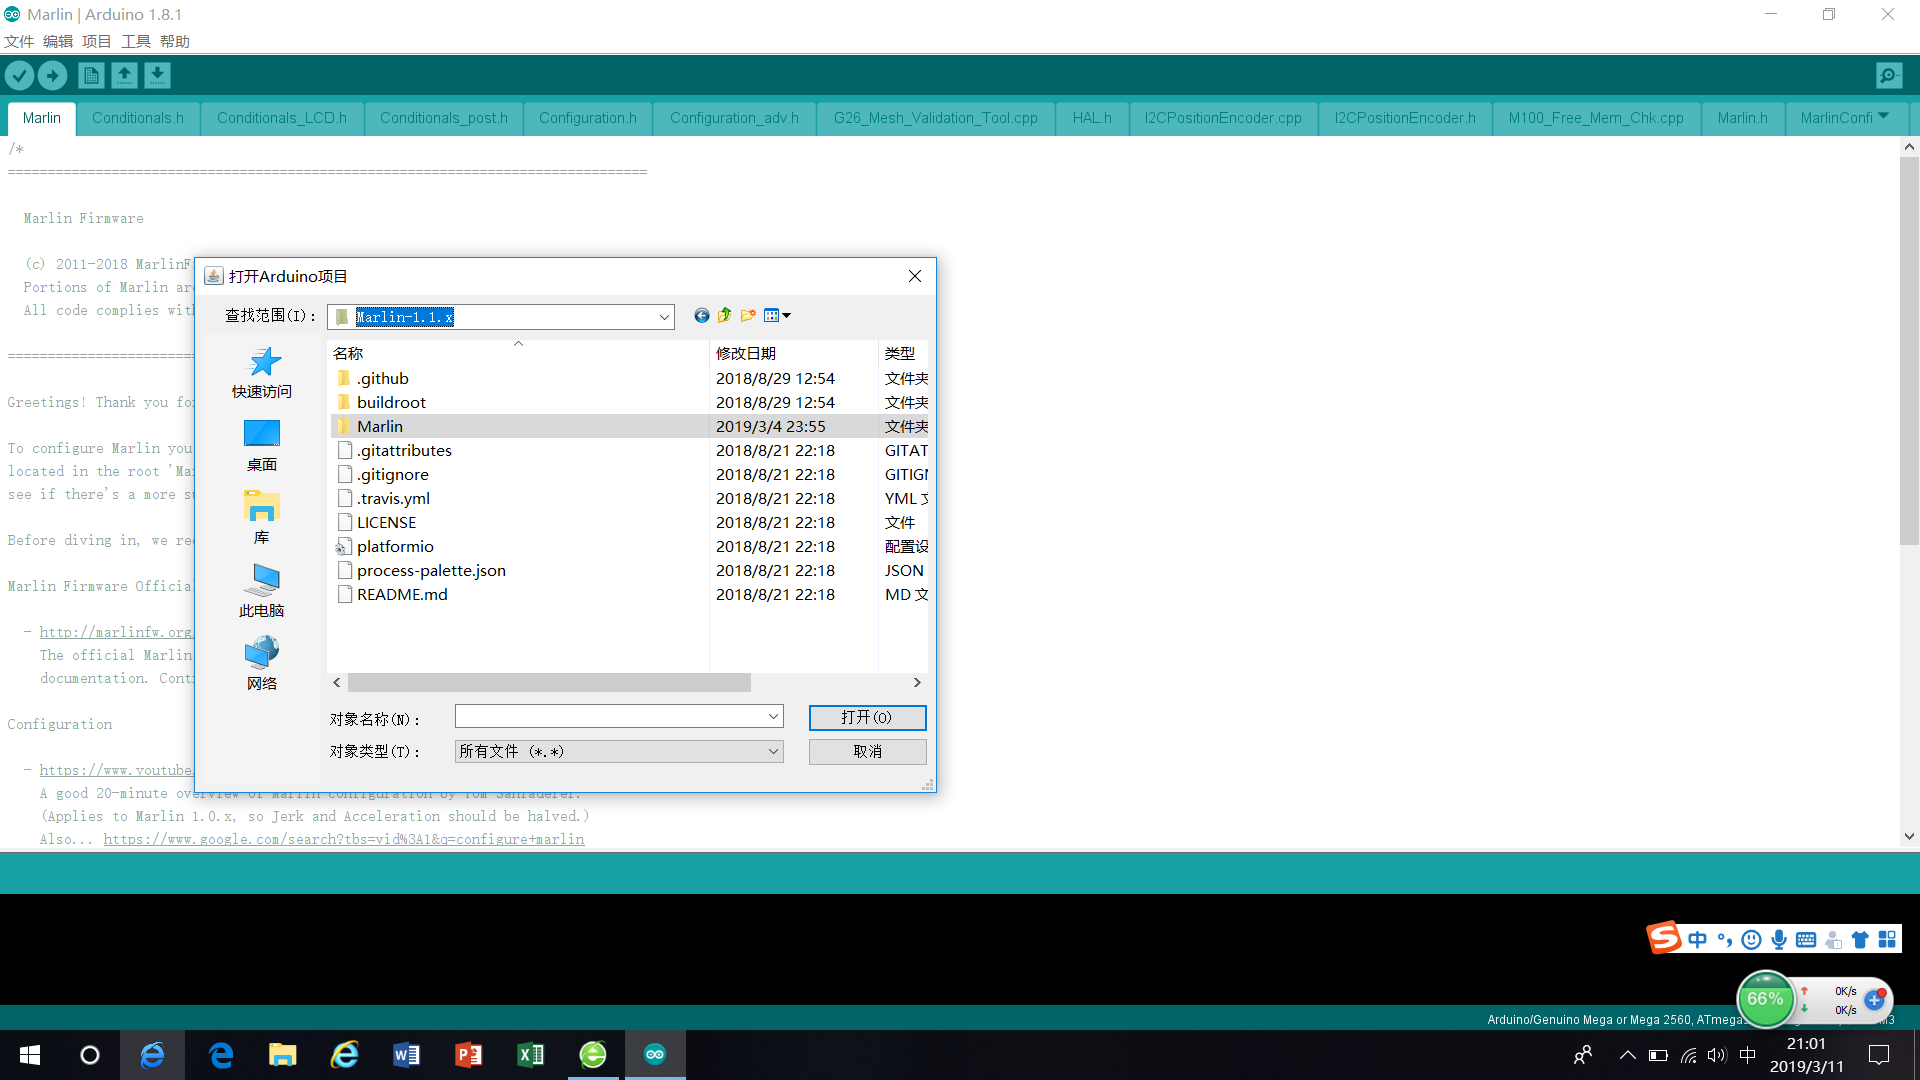 Marlin | Arduino 1.8.1
文件 编辑 项目 工具 帮助
Marlin Conditionals.h Conditionals_LCD.h Conditionals_post.h Configuration.h Configuration_adv.h G26_Mesh_Validation_Tool.cpp HAL.h I2CPositionEncoder.cpp I2CPositionEncoder.h M100_Free_Mem_Chk.cpp Marlin.h MarlinConfi
/*
================================================================================
Marlin Firmware
(c) 2011-2018 MarlinF
Portions of Marlin ar
All code complies wit
Greetings! Thank you fo
To configure Marlin you
located in the root 'Ma
see if there's a more s
Before diving in, we re
Marlin Firmware Officia
- http://marlinfw.org
The official Marlin
documentation. Cont
Configuration
- https://www.youtube.
A good 20-minute overview of Marlin configuration by Tom Sanladerer.
(Applies to Marlin 1.0.x, so Jerk and Acceleration should be halved.)
Also... https://www.google.com/search?tbs=vid%3A1&q=configure+marlin
打开Arduino项目
查找范围(I): Marlin-1.1.x
快速访问
桌面
库
此电脑
网络
名称 修改日期 类型
.github 2018/8/29 12:54 文件夹
buildroot 2018/8/29 12:54 文件夹
Marlin 2019/3/4 23:55 文件夹
.gitattributes 2018/8/21 22:18 GITAT
.gitignore 2018/8/21 22:18 GITIGN
.travis.yml 2018/8/21 22:18 YML 文
LICENSE 2018/8/21 22:18 文件
platformio 2018/8/21 22:18 配置设
process-palette.json 2018/8/21 22:18 JSON
README.md 2018/8/21 22:18 MD 文
对象名称(N): 打开(O)
对象类型(T): 所有文件 (*.*) 取消
中
66% 0K/s
0K/s
Arduino/Genuino Mega or Mega 2560, ATmega2 M3
中 21:01
2019/3/11